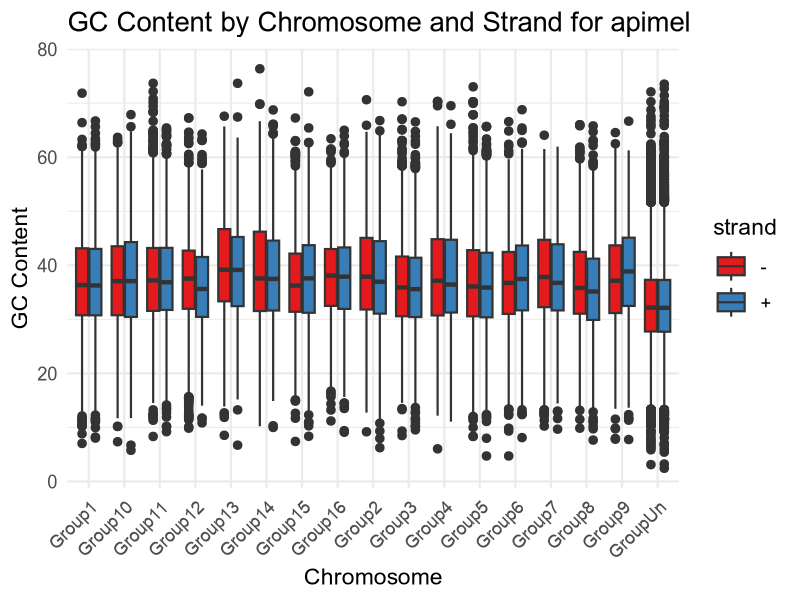 GC Content by Chromosome and Strand for apimel
80
60
40
20
0
GC Content
Group1
Group10
Group11
Group12
Group13
Group14
Group15
Group16
Group2
Group3
Group4
Group5
Group6
Group7
Group8
Group9
GroupUn
Chromosome
strand
-
+